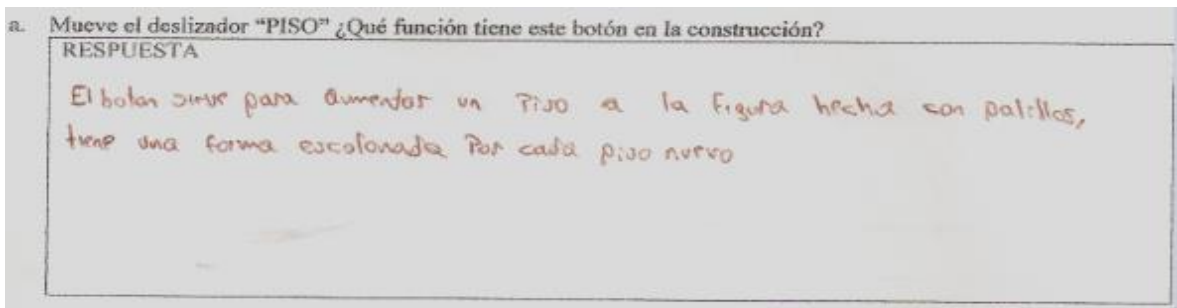 a. Mueve el deslizador “PISO” ¿Qué función tiene este botón en la construcción?
RESPUESTA
El boton sirve para aumentar un Piso a la figura hecha con palillos,
tiene una forma escalonada Por cada piso nuevo